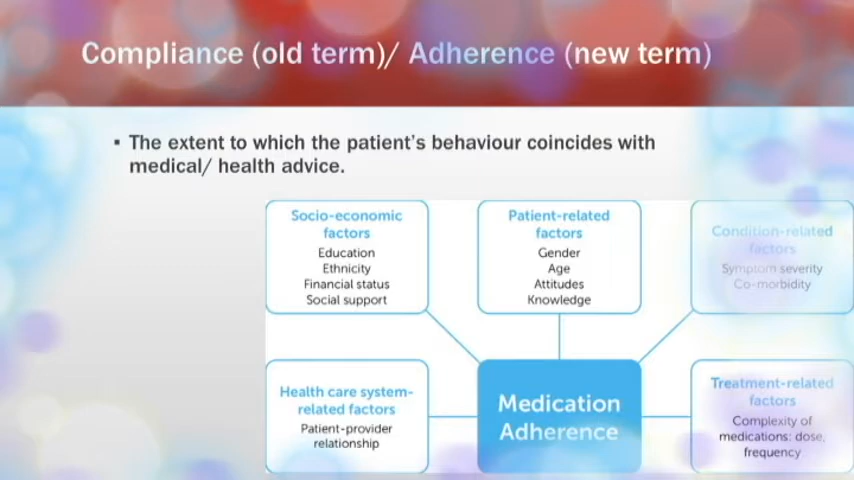 Compliance (old term)/ Adherence (new term)
▪ The extent to which the patient's behaviour coincides with
medical/ health advice.
Socio-economic
factors
Education
Ethnicity
Financial status
Social support
Patient-related
factors
Gender
Age
Attitudes
Knowledge
Condition-related
factors
Symptom severity
Co-morbidity
Health care system-
related factors
Patient-provider
relationship
Medication
Adherence
Treatment-related
factors
Complexity of
medications: dose,
frequency